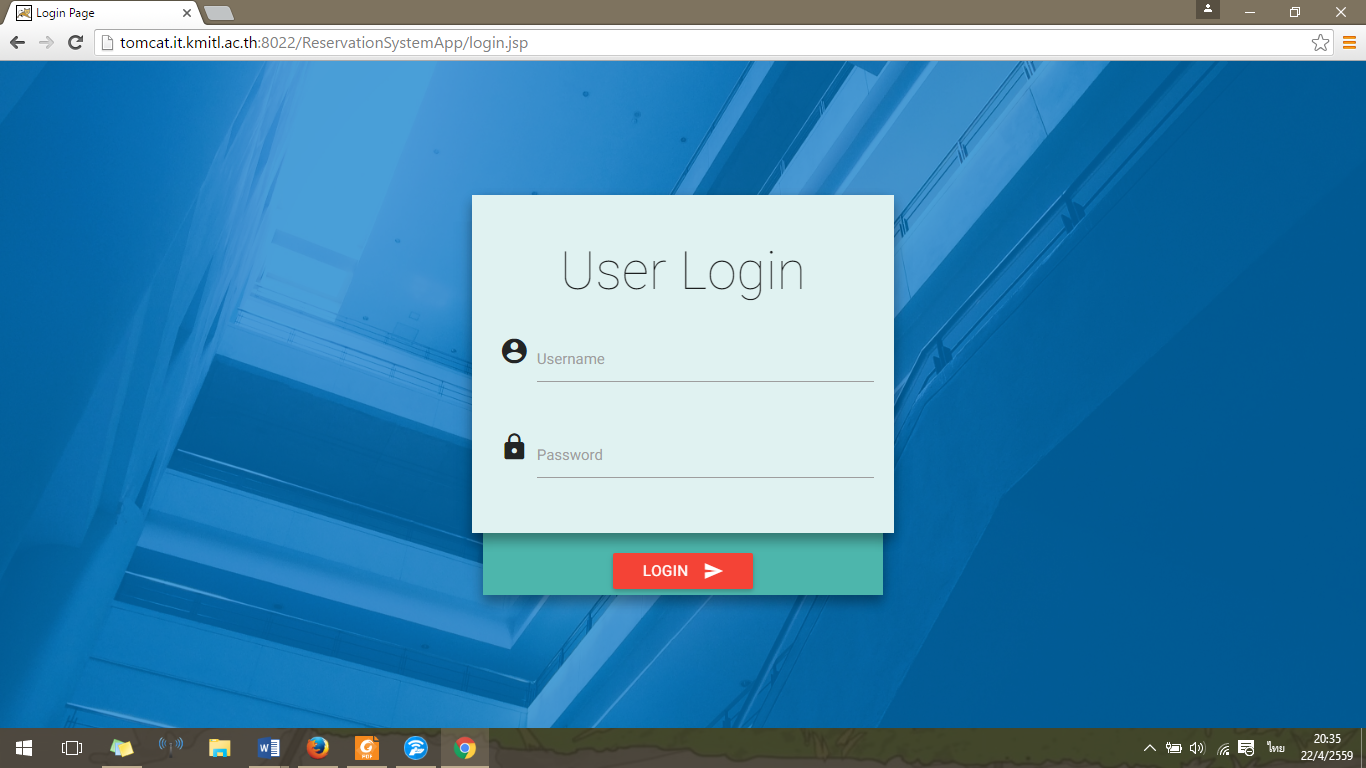 Login Page
tomcat.it.kmitl.ac.th:8022/ReservationSystemApp/login.jsp
User Login
Username
Password
LOGIN
PDF
ไทย
20:35
22/4/2559